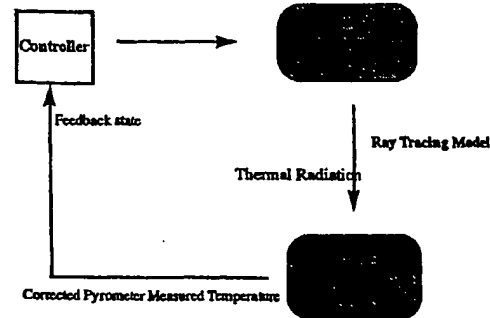 Controller
Feedback state
Ray Tracing Model
Thermal Radiation
Corrected Pyrometer Measured Temperature